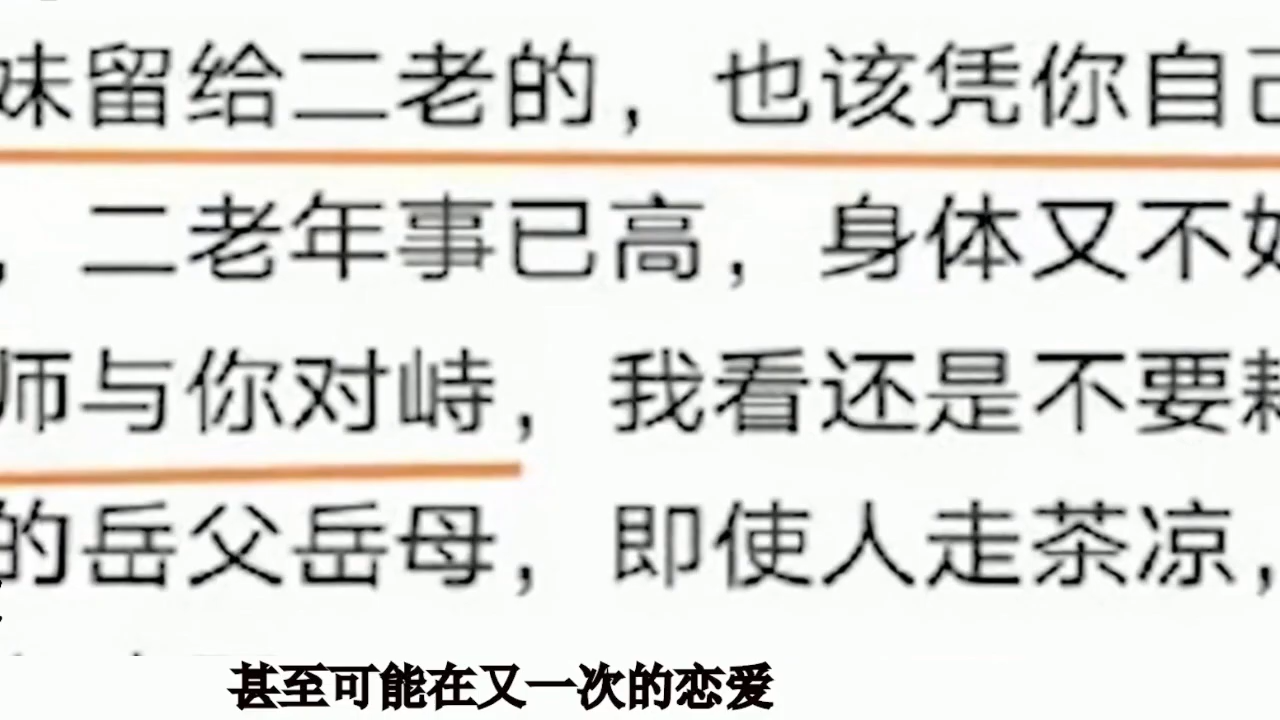 妹留给二老的，也该凭你自己
，二老年事已高，身体又不好
师与你对峙，我看还是不要耗
的岳父岳母，即使人走茶凉，
甚至可能在又一次的恋爱